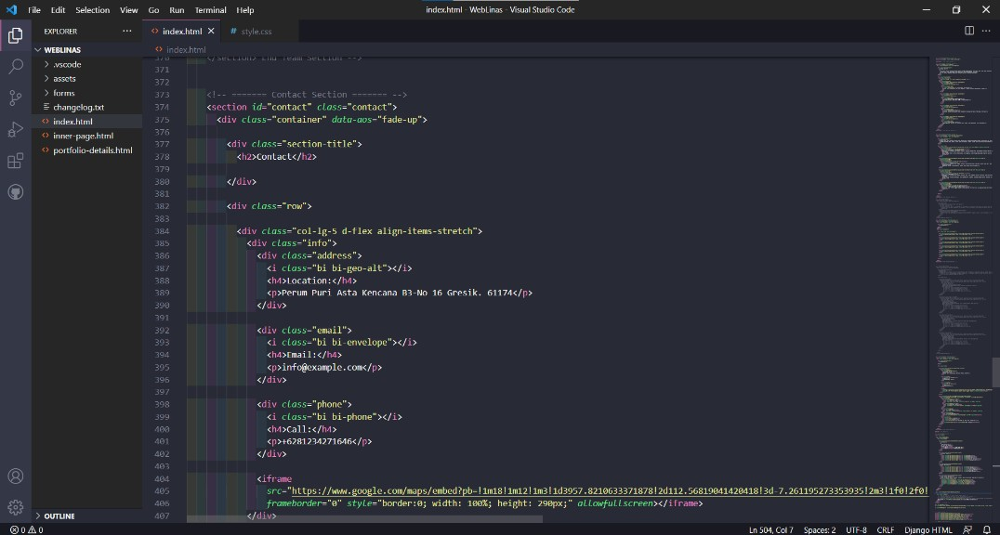 File Edit Selection View Go Run Terminal Help
index.html - WebLinas - Visual Studio Code
EXPLORER ···
WEBLINAS
.vscode
assets
forms
changelog.txt
index.html
inner-page.html
portfolio-details.html
OUTLINE
index.html
# style.css
index.html
370 </section> End Team Section -->
371
372
373 <!-- ======= Contact Section ======= -->
374 <section id="contact" class="contact">
375 <div class="container" data-aos="fade-up">
376
377 <div class="section-title">
378 <h2>Contact</h2>
379
380 </div>
381
382 <div class="row">
383
384 <div class="col-lg-5 d-flex align-items-stretch">
385 <div class="info">
386 <div class="address">
387 <i class="bi bi-geo-alt"></i>
388 <h4>Location:</h4>
389 <p>Perum Puri Asta Kencana B3-No 16 Gresik. 61174</p>
390 </div>
391
392 <div class="email">
393 <i class="bi bi-envelope"></i>
394 <h4>Email:</h4>
395 <p>info@example.com</p>
396 </div>
397
398 <div class="phone">
399 <i class="bi bi-phone"></i>
400 <h4>Call:</h4>
401 <p>+6281234271646</p>
402 </div>
403
404 <iframe
405 src="https://www.google.com/maps/embed?pb=!1m18!1m12!1m3!1d3957.8210633371878!2d112.56819041420418!3d-7.261195273353935!2m3!1f0!2f0!
406 frameborder="0" style="border:0; width: 100%; height: 290px;" allowfullscreen></iframe>
407 </div>
0 0
Ln 504, Col 7 Spaces: 2 UTF-8 CRLF Django HTML